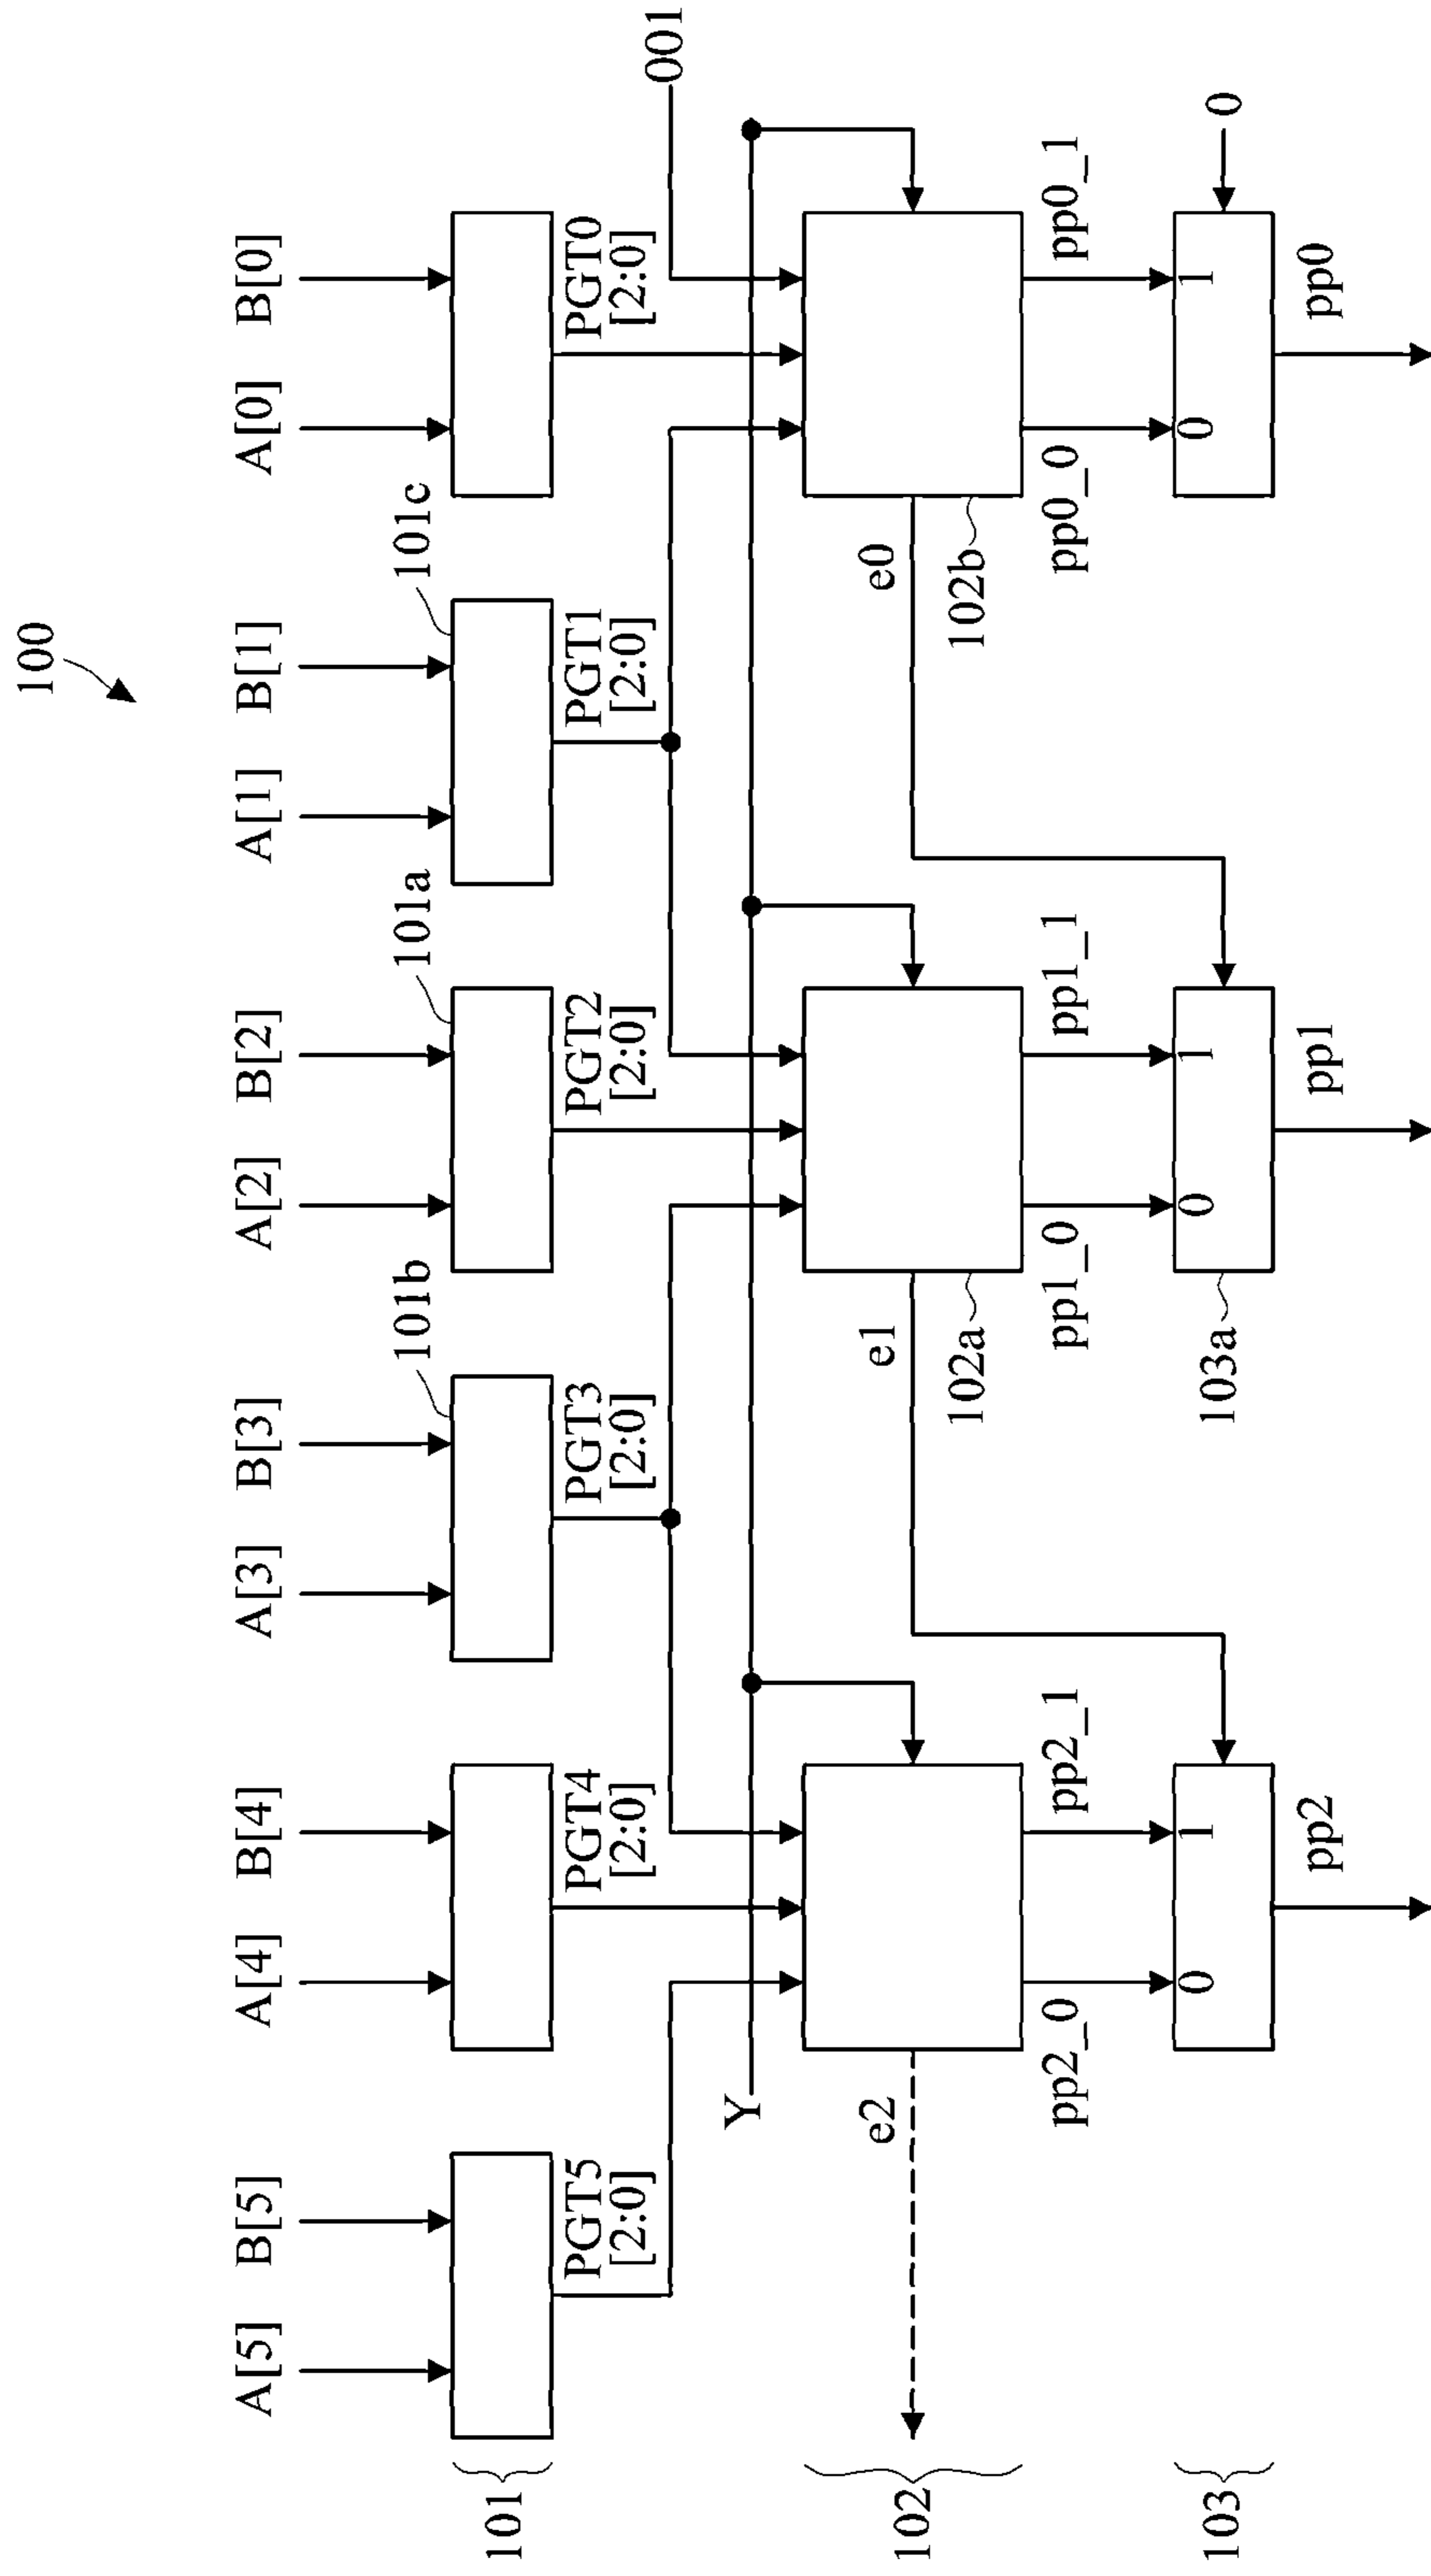 100
A[5] B[5] A[4] B[4] A[3] B[3] A[2] B[2] A[1] B[1] A[0] B[0]
101b 101a 101c
101
PGT5 PGT4 PGT3 PGT2 PGT1 PGT0
[2:0] [2:0] [2:0] [2:0] [2:0] [2:0]
001
Y
e2 e1 e0
102
102a 102b
pp2_0 pp2_1 pp1_0 pp1_1 pp0_0 pp0_1
103
0 1 0 1 0 1 0
103a
pp2 pp1 pp0